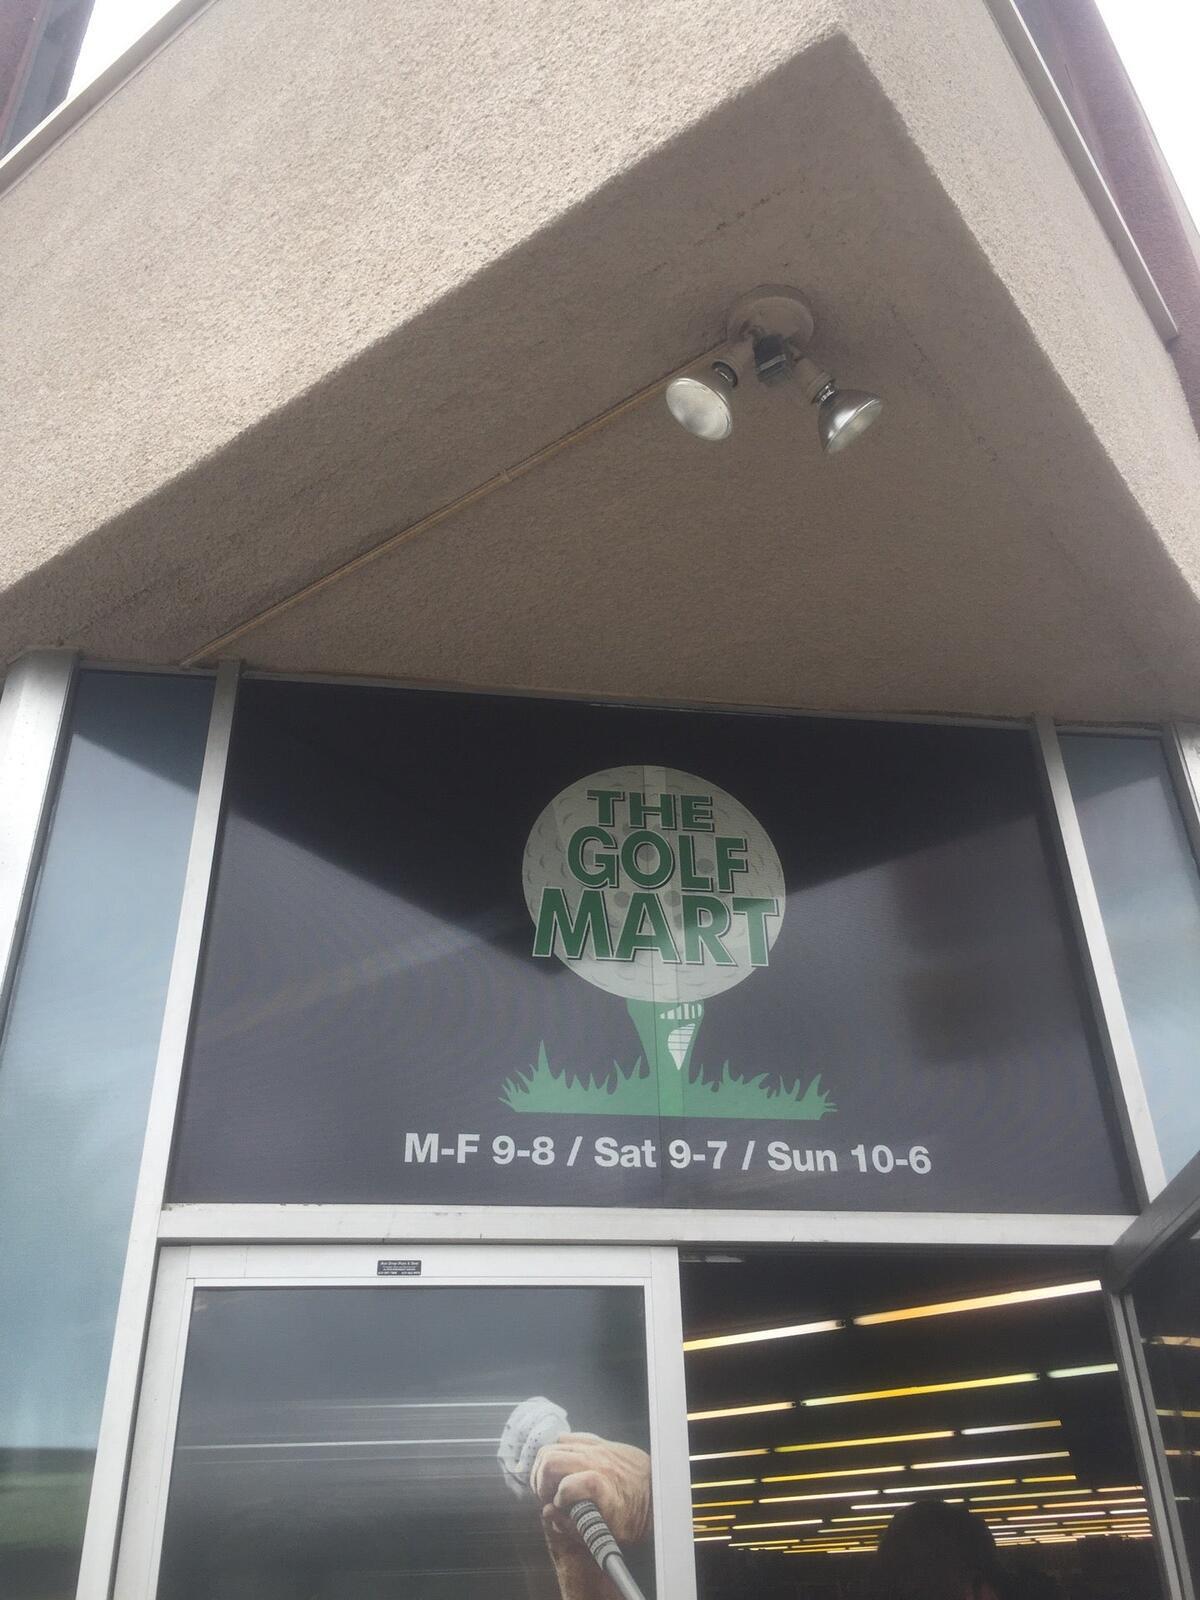 THE
GOLF
MART
M-F 9-8 / Sat 9-7 / Sun 10-6